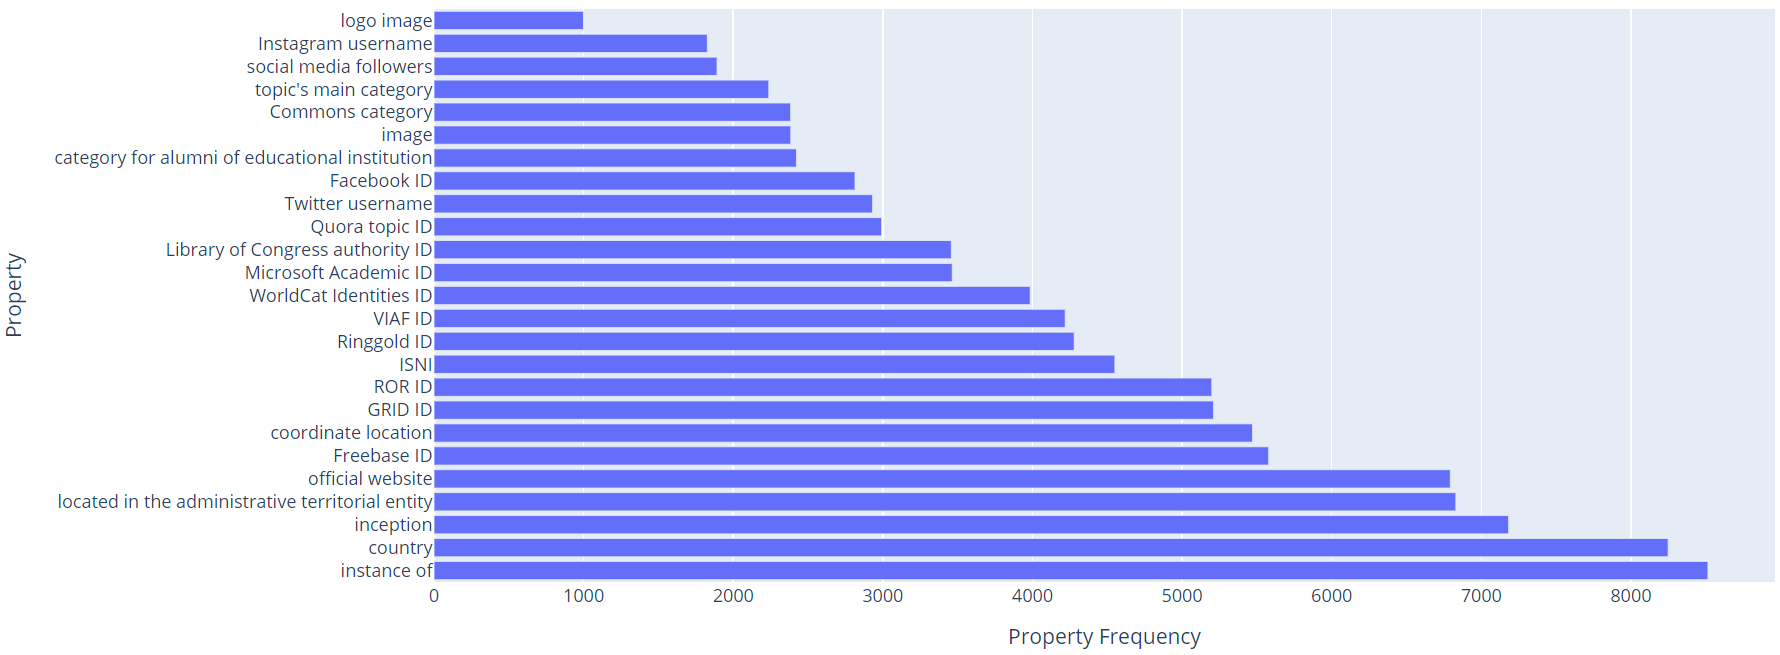 logo image
Instagram username
social media followers
topic's main category
Commons category
image
category for alumni of educational institution
Facebook ID
Twitter username
Quora topic ID
Library of Congress authority ID
Microsoft Academic ID
WorldCat Identities ID
VIAF ID
Ringgold ID
ISNI
ROR ID
GRID ID
coordinate location
Freebase ID
official website
located in the administrative territorial entity
inception
country
instance of
Property
0 1000 2000 3000 4000 5000 6000 7000 8000
Property Frequency